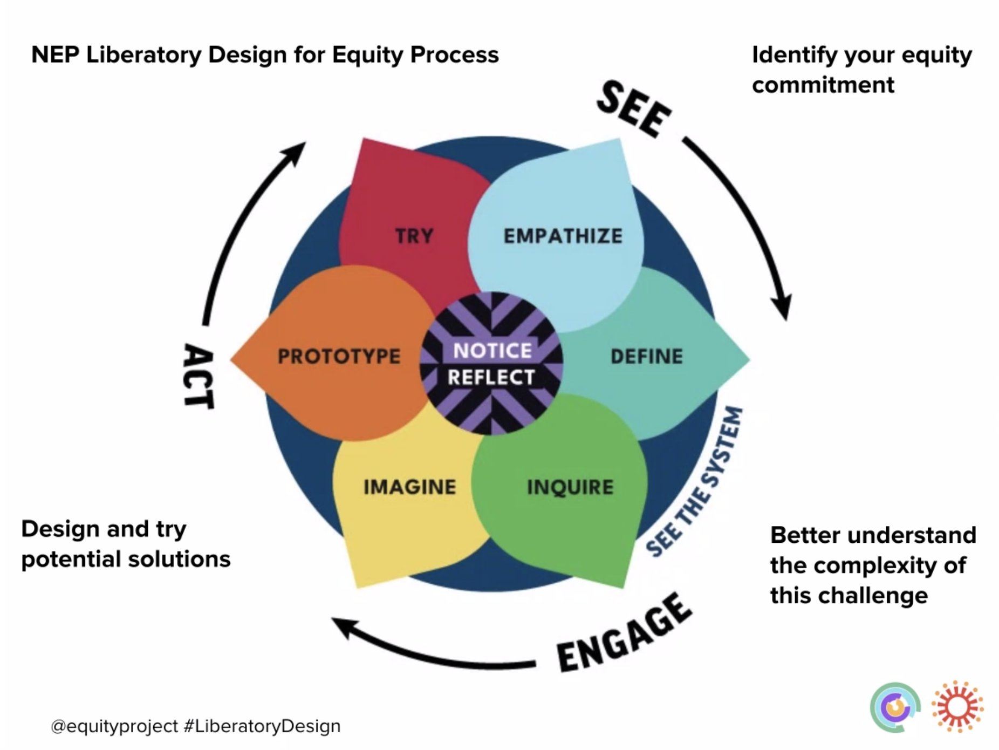 NEP Liberatory Design for Equity Process
Identify your equity
commitment
SEE
TRY
EMPATHIZE
PROTOTYPE
NOTICE
REFLECT
DEFINE
ACT
IMAGINE
INQUIRE
SEE THE SYSTEM
Design and try
potential solutions
Better understand
the complexity of
this challenge
ENGAGE
@equityproject #LiberatoryDesign